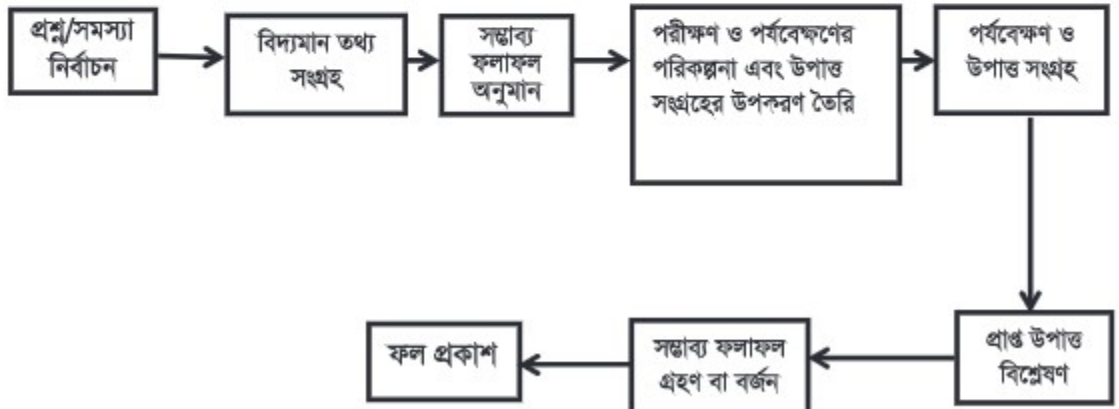 প্রশ্ন/সমস্যা
নির্বাচন
বিদ্যমান তথ্য
সংগ্রহ
সম্ভাব্য
ফলাফল
অনুমান
পরীক্ষণ ও পর্যবেক্ষণের
পরিকল্পনা এবং উপাত্ত
সংগ্রহের উপকরণ তৈরি
পর্যবেক্ষণ ও
উপাত্ত সংগ্রহ
প্রাপ্ত উপাত্ত
বিশ্লেষণ
সম্ভাব্য ফলাফল
গ্রহণ বা বর্জন
ফল প্রকাশ